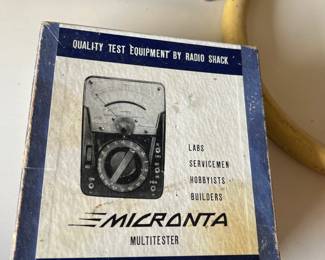 QUALITY TEST EQUIPMENT BY RADIO SHACK
LABS
SERVICEMEN
HOBBYISTS
BUILDERS
MICRONTA
MULTITESTER